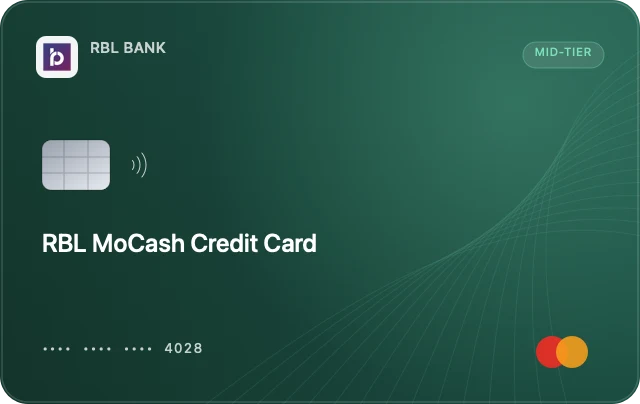 RBL BANK
MID-TIER
RBL MoCash Credit Card
•••• •••• •••• 4028